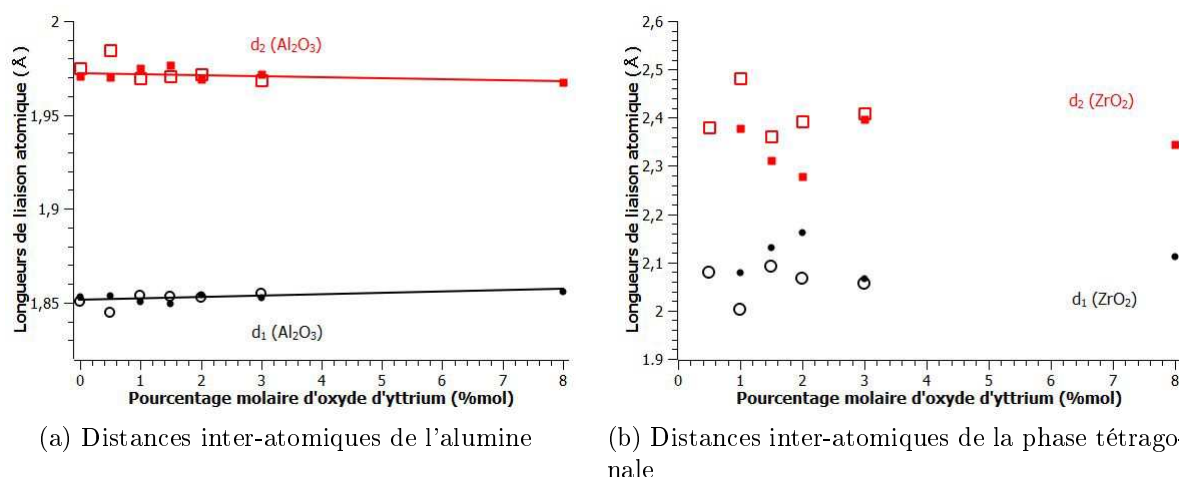 Longueurs de liaison atomique (Å)
2
1,95
1,9
1,85
d₂ (Al₂O₃)
d₁ (Al₂O₃)
0 1 2 3 4 5 6 7 8
Pourcentage molaire d'oxyde d'yttrium (%mol)
(a) Distances inter-atomiques de l'alumine
Longueurs de liaison atomique (Å)
2,6
2,5
2,4
2,3
2,2
2,1
2
1.9
d₂ (ZrO₂)
d₁ (ZrO₂)
0 1 2 3 4 5 6 7 8
Pourcentage molaire d'oxyde d'yttrium (%mol)
(b) Distances inter-atomiques de la phase tétrago-
nale